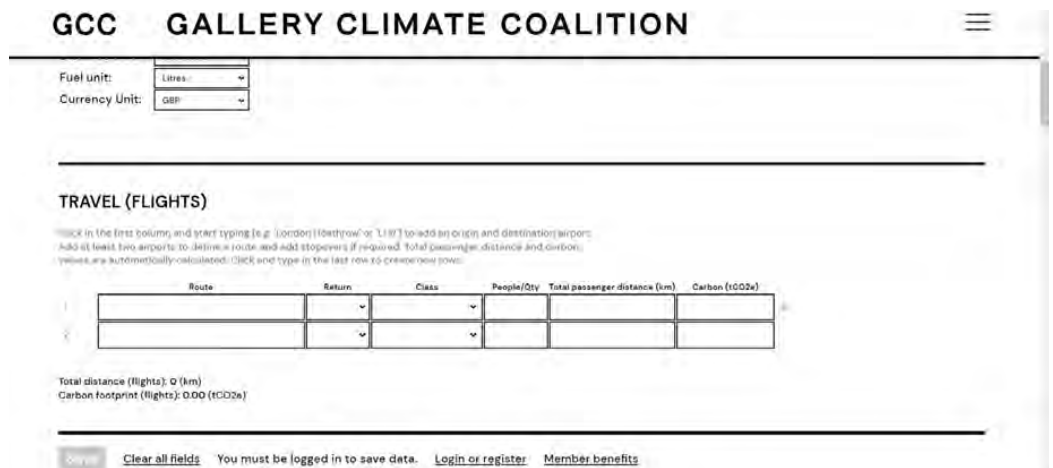 GCC GALLERY CLIMATE COALITION
Fuel unit: Litres
Currency Unit: GBP
TRAVEL (FLIGHTS)
Click in the first column and start typing (e.g. 'London Heathrow' or 'LHR') to add an origin and destination airport.
Add at least two airports to define a route and add stopovers if required. Total passenger distance and carbon
values are automatically calculated. Click and type in the last row to create new rows.
Route Return Class People/Qty Total passenger distance (km) Carbon (tCO2e)
1
2
Total distance (flights): 0 (km)
Carbon footprint (flights): 0.00 (tCO2e)
Save Clear all fields You must be logged in to save data. Login or register Member benefits